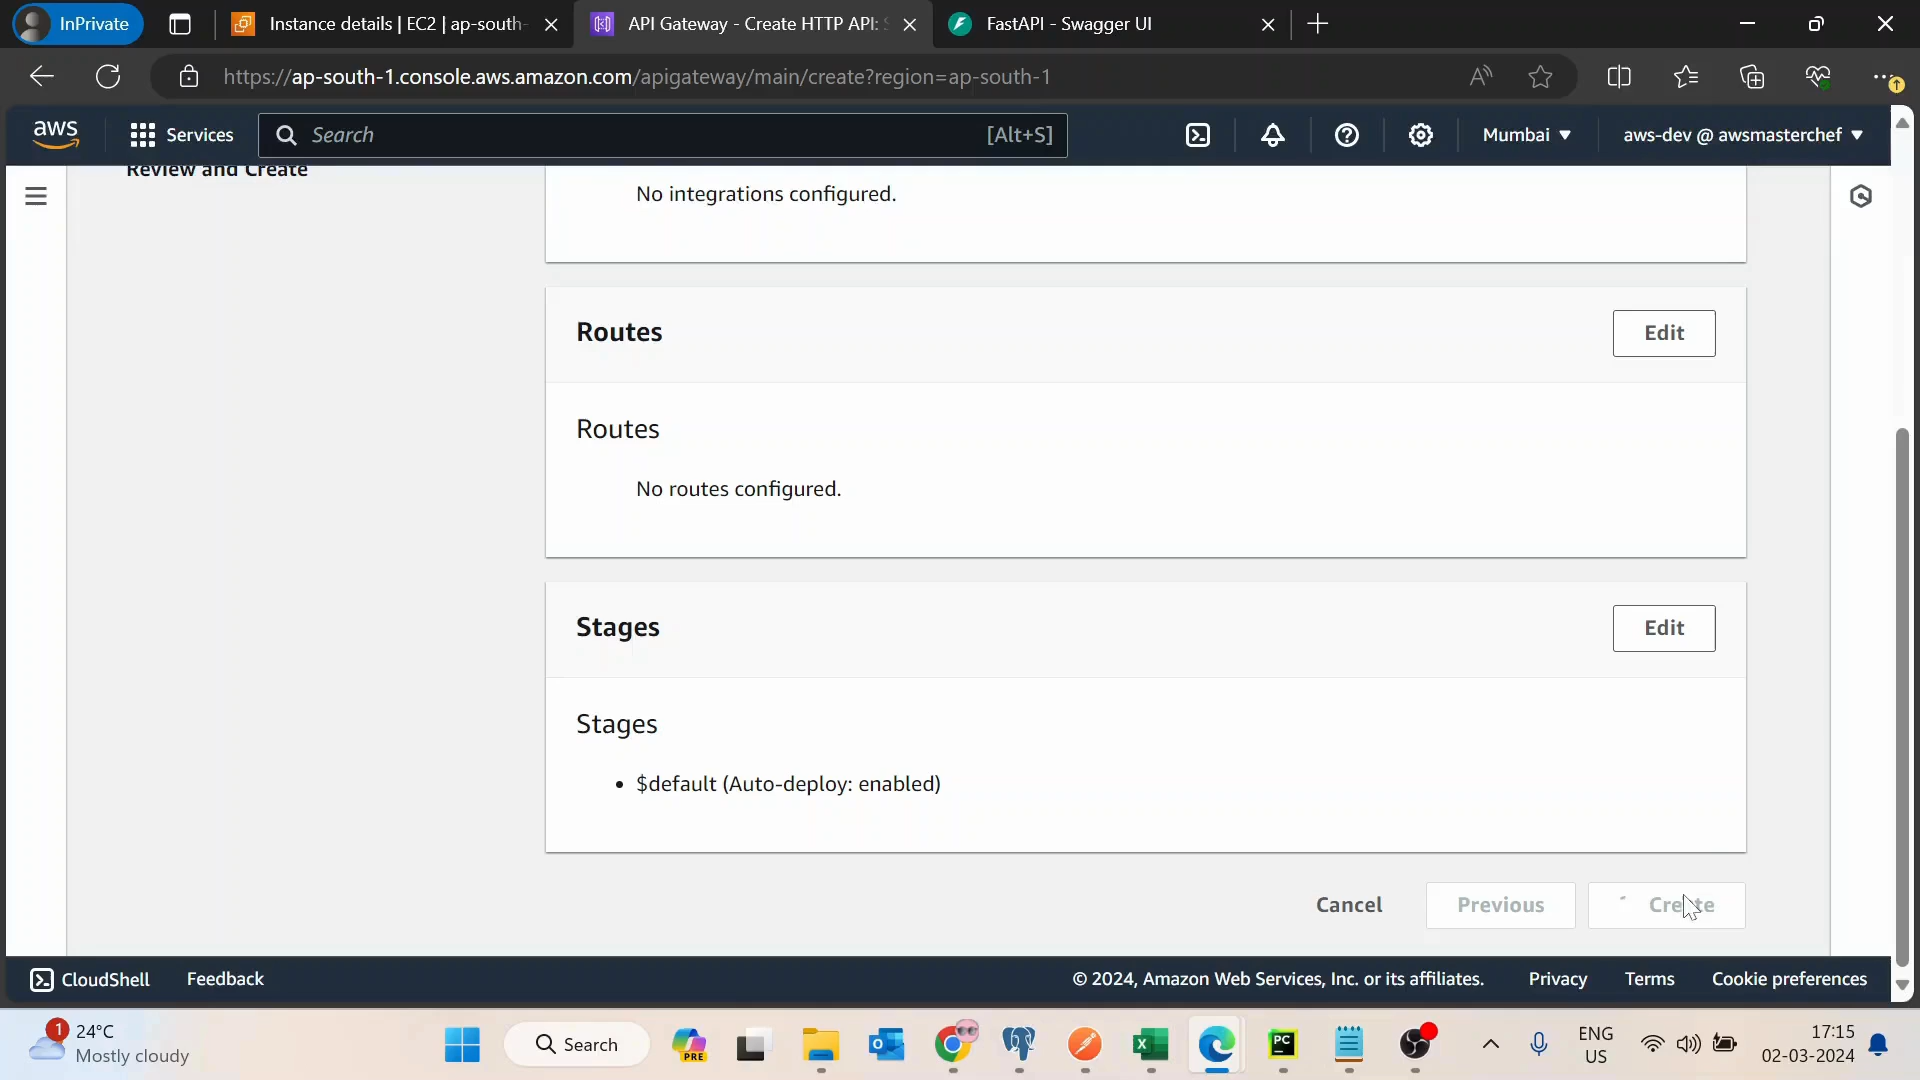 InPrivate
Instance details | EC2 | ap-south-
API Gateway - Create HTTP API:
FastAPI - Swagger UI
https://ap-south-1.console.aws.amazon.com/apigateway/main/create?region=ap-south-1
aws
Services
Search
[Alt+S]
Mumbai
aws-dev @ awsmasterchef
Review and Create
No integrations configured.
Routes
Edit
Routes
No routes configured.
Stages
Edit
Stages
• $default (Auto-deploy: enabled)
Cancel
Previous
Create
CloudShell
Feedback
© 2024, Amazon Web Services, Inc. or its affiliates.
Privacy
Terms
Cookie preferences
1
24°C
Mostly cloudy
Search
PRE
PC
ENG
US
17:15
02-03-2024